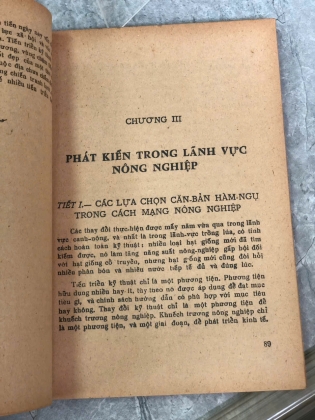 CHƯƠNG III
PHÁT KIẾN TRONG LÃNH VỰC
NÔNG NGHIỆP
TIẾT I.— CÁC LỰA CHỌN CĂN-BẢN HÀM-NGỤ
TRONG CÁCH MẠNG NÔNG NGHIỆP
Các thay đổi thực-hiện được mấy năm vừa qua trong lãnh
vực canh-nông, và nhất là trong lãnh-vực trồng lúa, có tính
cách hoàn toàn kỹ thuật: nhiều loại hạt giống mới đã tìm
kiếm được, nó làm tăng năng suất nông-nghiệp gấp bội đối
với hạt giống cổ truyền, nhưng hạt giống mới cũng đòi hỏi
nhiều phân bón và nhiều nước tiếp tế đủ và đúng lúc.
Tiến triển kỹ thuật chỉ là một phương tiện. Phương tiện
hữu dụng nhiều hay ít, thy theo nó được áp dụng để đạt mục
tiêu gì, và chính sách hướng dẫn có phù hợp với mục tiêu
hay không. Thay đổi kỹ thuật chỉ là một phương tiện để
khuếch trương nông nghiệp. Khuếch trương nông nghiệp chỉ
là một phương tiện, và một giai đoạn, để phát triển kinh tế.
89